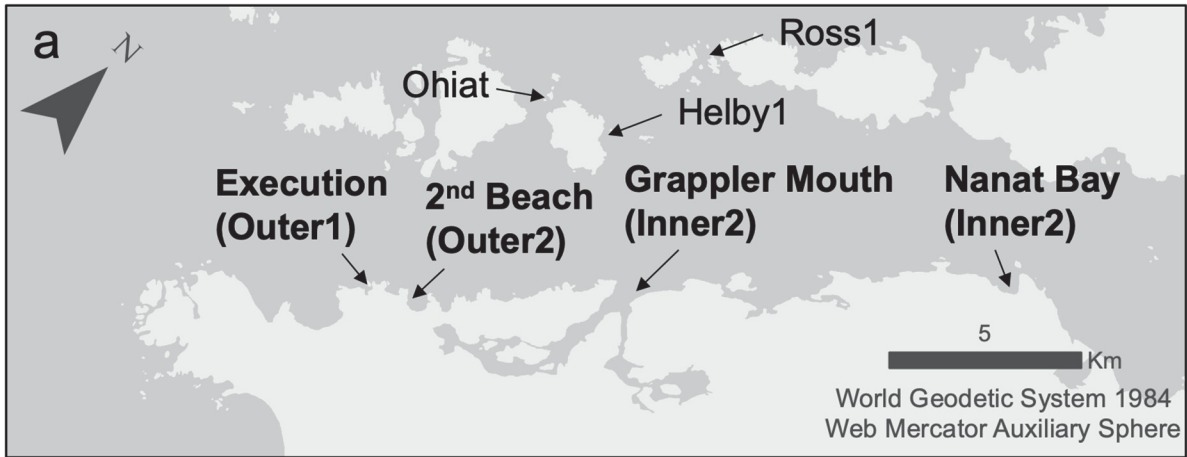 a
N
Ross1
Ohiat
Helby1
Execution
(Outer1)
2nd Beach
(Outer2)
Grappler Mouth
(Inner2)
Nanat Bay
(Inner2)
5
Km
World Geodetic System 1984
Web Mercator Auxiliary Sphere